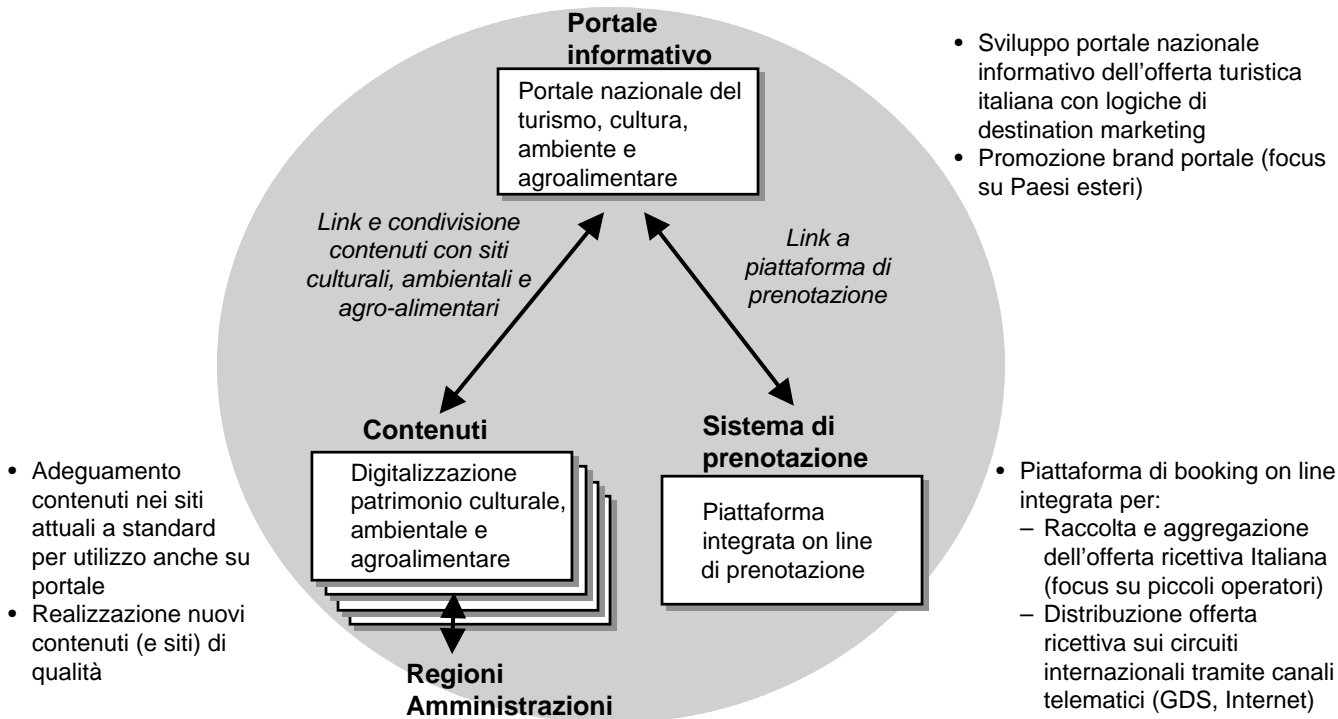 Portale
informativo
Portale nazionale del
turismo, cultura,
ambiente e
agroalimentare
• Sviluppo portale nazionale
informativo dell'offerta turistica
italiana con logiche di
destination marketing
• Promozione brand portale (focus
su Paesi esteri)
Link e condivisione
contenuti con siti
culturali, ambientali e
agro-alimentari
Link a
piattaforma di
prenotazione
Contenuti
Digitalizzazione
patrimonio culturale,
ambientale e
agroalimentare
Sistema di
prenotazione
Piattaforma
integrata on line
di prenotazione
• Adeguamento
contenuti nei siti
attuali a standard
per utilizzo anche su
portale
• Realizzazione nuovi
contenuti (e siti) di
qualità
• Piattaforma di booking on line
integrata per:
– Raccolta e aggregazione
dell'offerta ricettiva Italiana
(focus su piccoli operatori)
– Distribuzione offerta
ricettiva sui circuiti
internazionali tramite canali
telematici (GDS, Internet)
Regioni
Amministrazioni